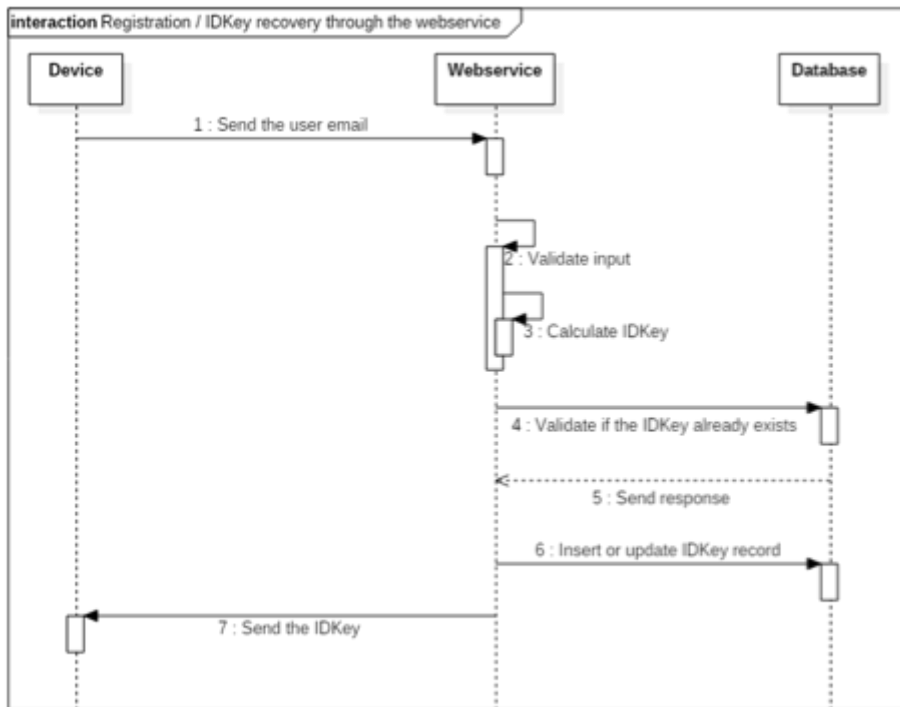 interaction Registration / IDKey recovery through the webservice
Device
Webservice
Database
1 : Send the user email
2 : Validate input
3 : Calculate IDKey
4 : Validate if the IDKey already exists
5 : Send response
6 : Insert or update IDKey record
7 : Send the IDKey